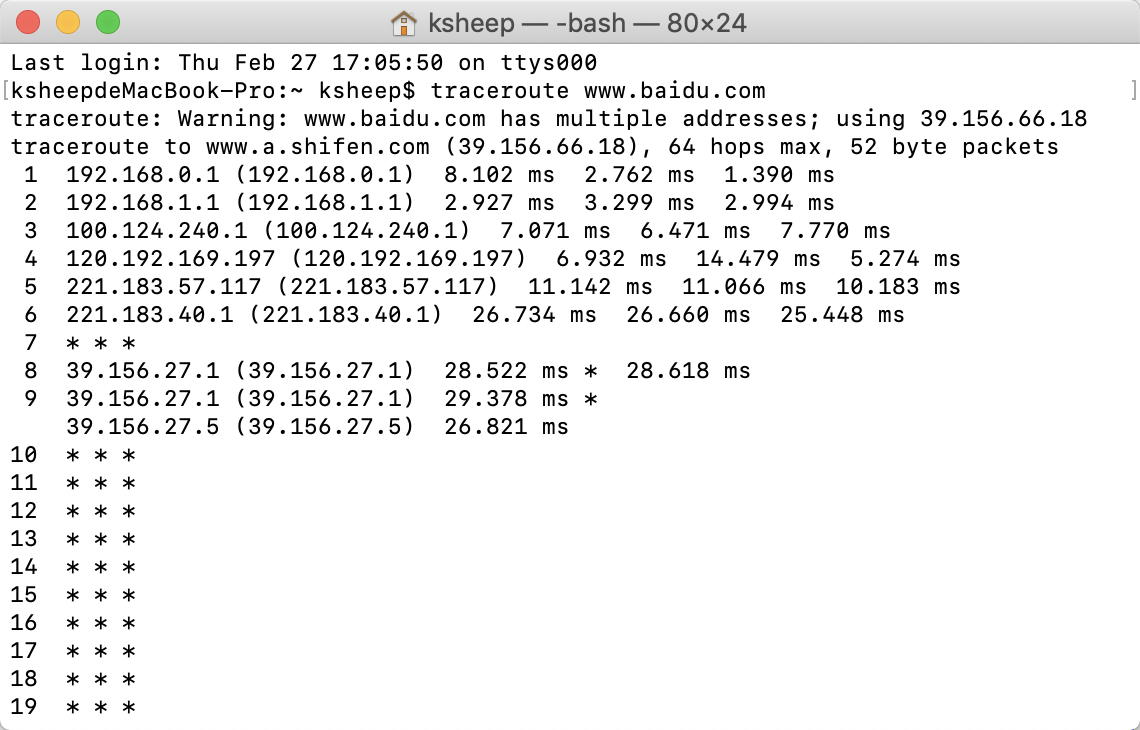 ksheep — -bash — 80×24
Last login: Thu Feb 27 17:05:50 on ttys000
[ksheepdeMacBook-Pro:~ ksheep$ traceroute www.baidu.com ]
traceroute: Warning: www.baidu.com has multiple addresses; using 39.156.66.18
traceroute to www.a.shifen.com (39.156.66.18), 64 hops max, 52 byte packets
 1  192.168.0.1 (192.168.0.1)  8.102 ms  2.762 ms  1.390 ms
 2  192.168.1.1 (192.168.1.1)  2.927 ms  3.299 ms  2.994 ms
 3  100.124.240.1 (100.124.240.1)  7.071 ms  6.471 ms  7.770 ms
 4  120.192.169.197 (120.192.169.197)  6.932 ms  14.479 ms  5.274 ms
 5  221.183.57.117 (221.183.57.117)  11.142 ms  11.066 ms  10.183 ms
 6  221.183.40.1 (221.183.40.1)  26.734 ms  26.660 ms  25.448 ms
 7  * * *
 8  39.156.27.1 (39.156.27.1)  28.522 ms *  28.618 ms
 9  39.156.27.1 (39.156.27.1)  29.378 ms *
    39.156.27.5 (39.156.27.5)  26.821 ms
10  * * *
11  * * *
12  * * *
13  * * *
14  * * *
15  * * *
16  * * *
17  * * *
18  * * *
19  * * *